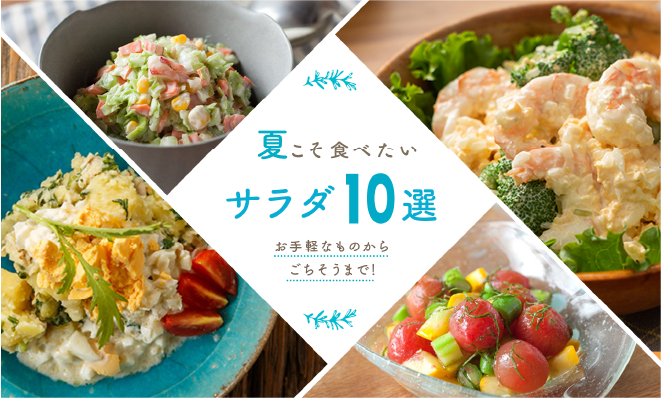 夏こそ食べたい
サラダ10選
お手軽なものから
ごちそうまで!